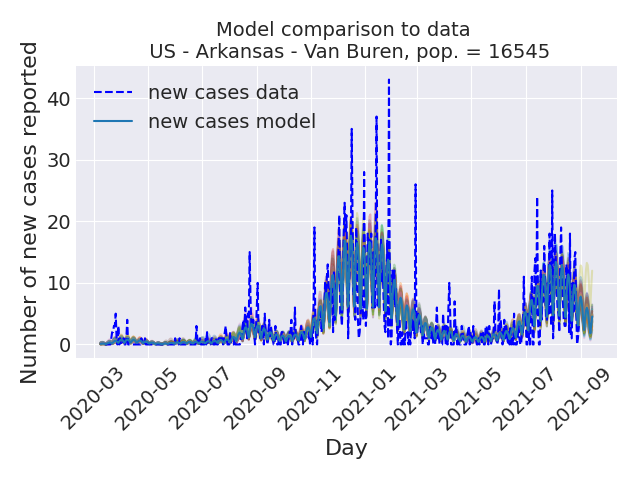 Model comparison to data
US - Arkansas - Van Buren, pop. = 16545
Number of new cases reported
40
30
20
10
0
new cases data
new cases model
2020-03
2020-05
2020-07
2020-09
2020-11
2021-01
2021-03
2021-05
2021-07
2021-09
Day